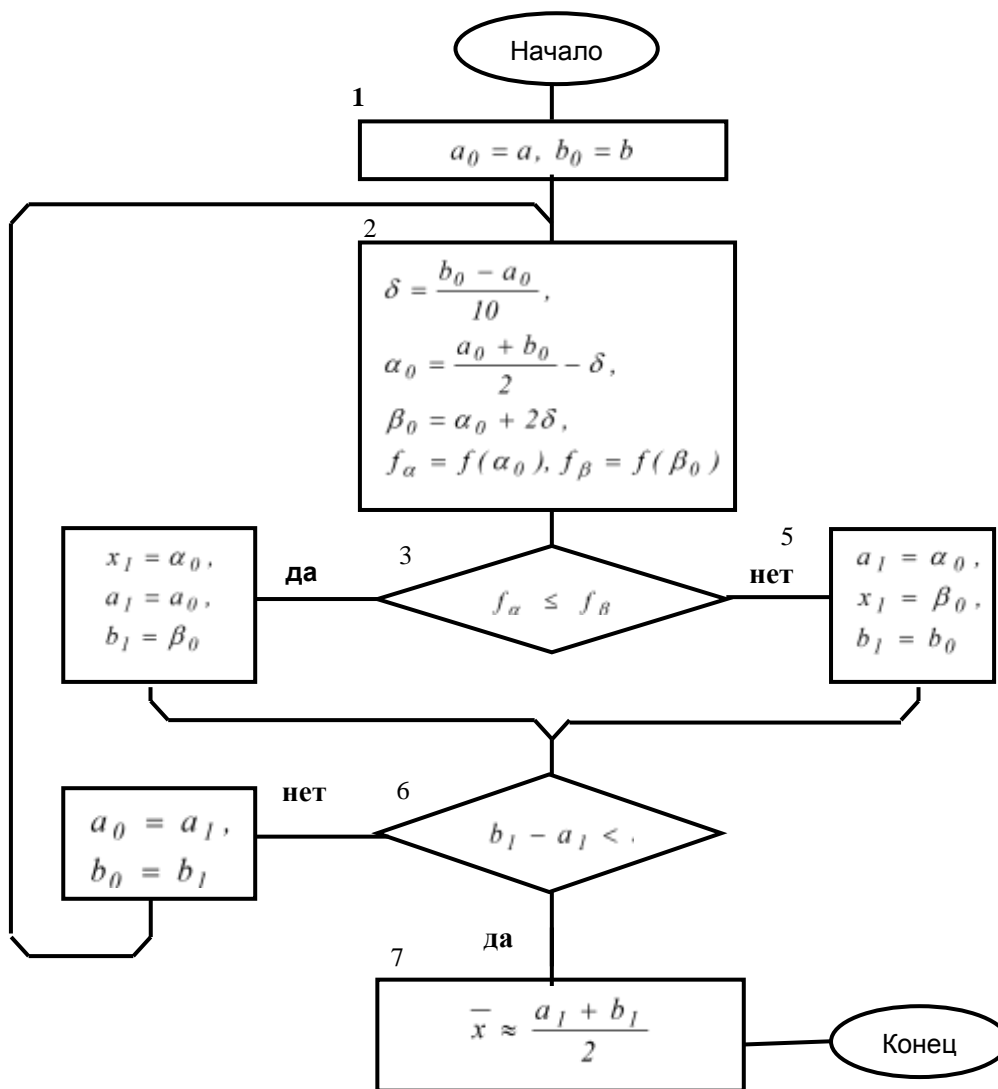 Начало
1
a₀ = a, b₀ = b
2
δ = (b₀ − a₀)/10,
α₀ = (a₀ + b₀)/2 − δ,
β₀ = α₀ + 2δ,
f_α = f(α₀), f_β = f(β₀)
3
f_α ≤ f_β
да
x₁ = α₀,
a₁ = a₀,
b₁ = β₀
5
нет
a₁ = α₀,
x₁ = β₀,
b₁ = b₀
6
b₁ − a₁ <
нет
a₀ = a₁,
b₀ = b₁
да
7
x̄ ≈ (a₁ + b₁)/2
Конец